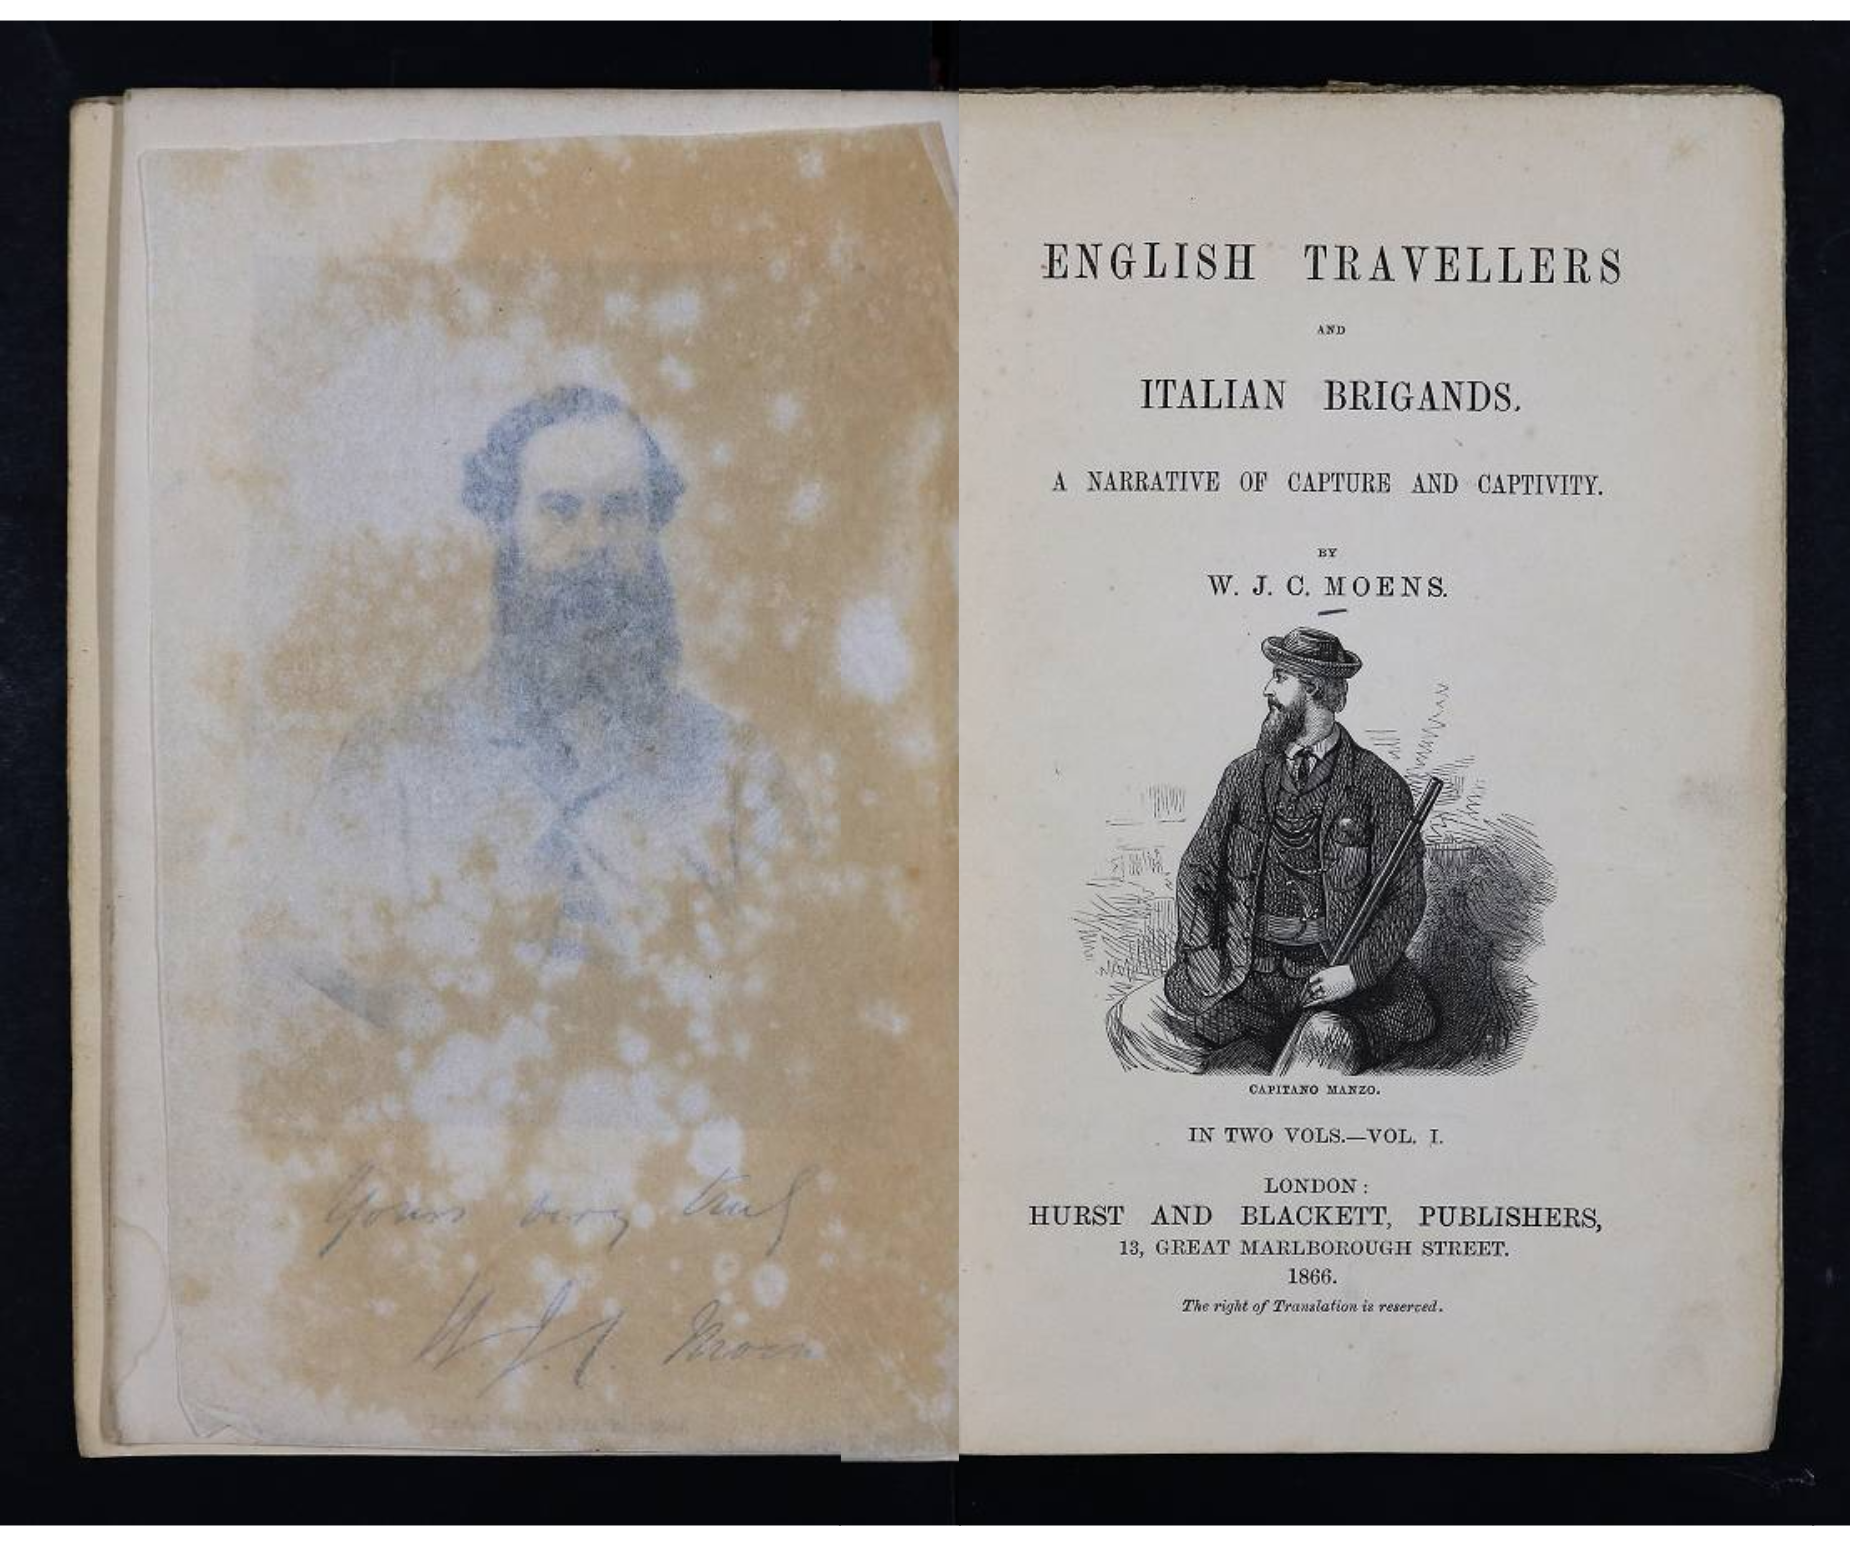 Yours very truly
W. J. C. Moens
ENGLISH TRAVELLERS
AND
ITALIAN BRIGANDS.
A NARRATIVE OF CAPTURE AND CAPTIVITY.
BY
W. J. C. MOENS.
CAPITANO MANZO.
IN TWO VOLS.—VOL. I.
LONDON:
HURST AND BLACKETT, PUBLISHERS,
13, GREAT MARLBOROUGH STREET.
1866.
The right of Translation is reserved.